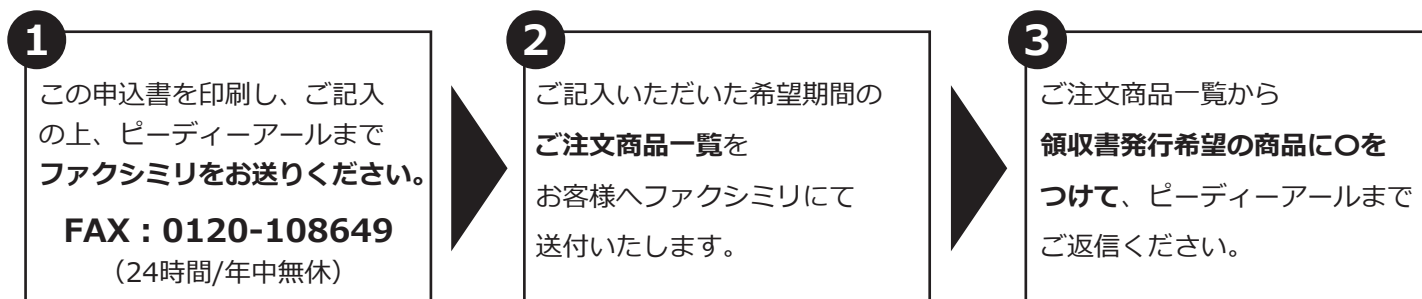 1
この申込書を印刷し、ご記入
の上、ピーディーアールまで
ファクシミリをお送りください。
FAX：0120-108649
（24時間/年中無休）
2
ご記入いただいた希望期間の
ご注文商品一覧を
お客様へファクシミリにて
送付いたします。
3
ご注文商品一覧から
領収書発行希望の商品に〇を
つけて、ピーディーアールまで
ご返信ください。